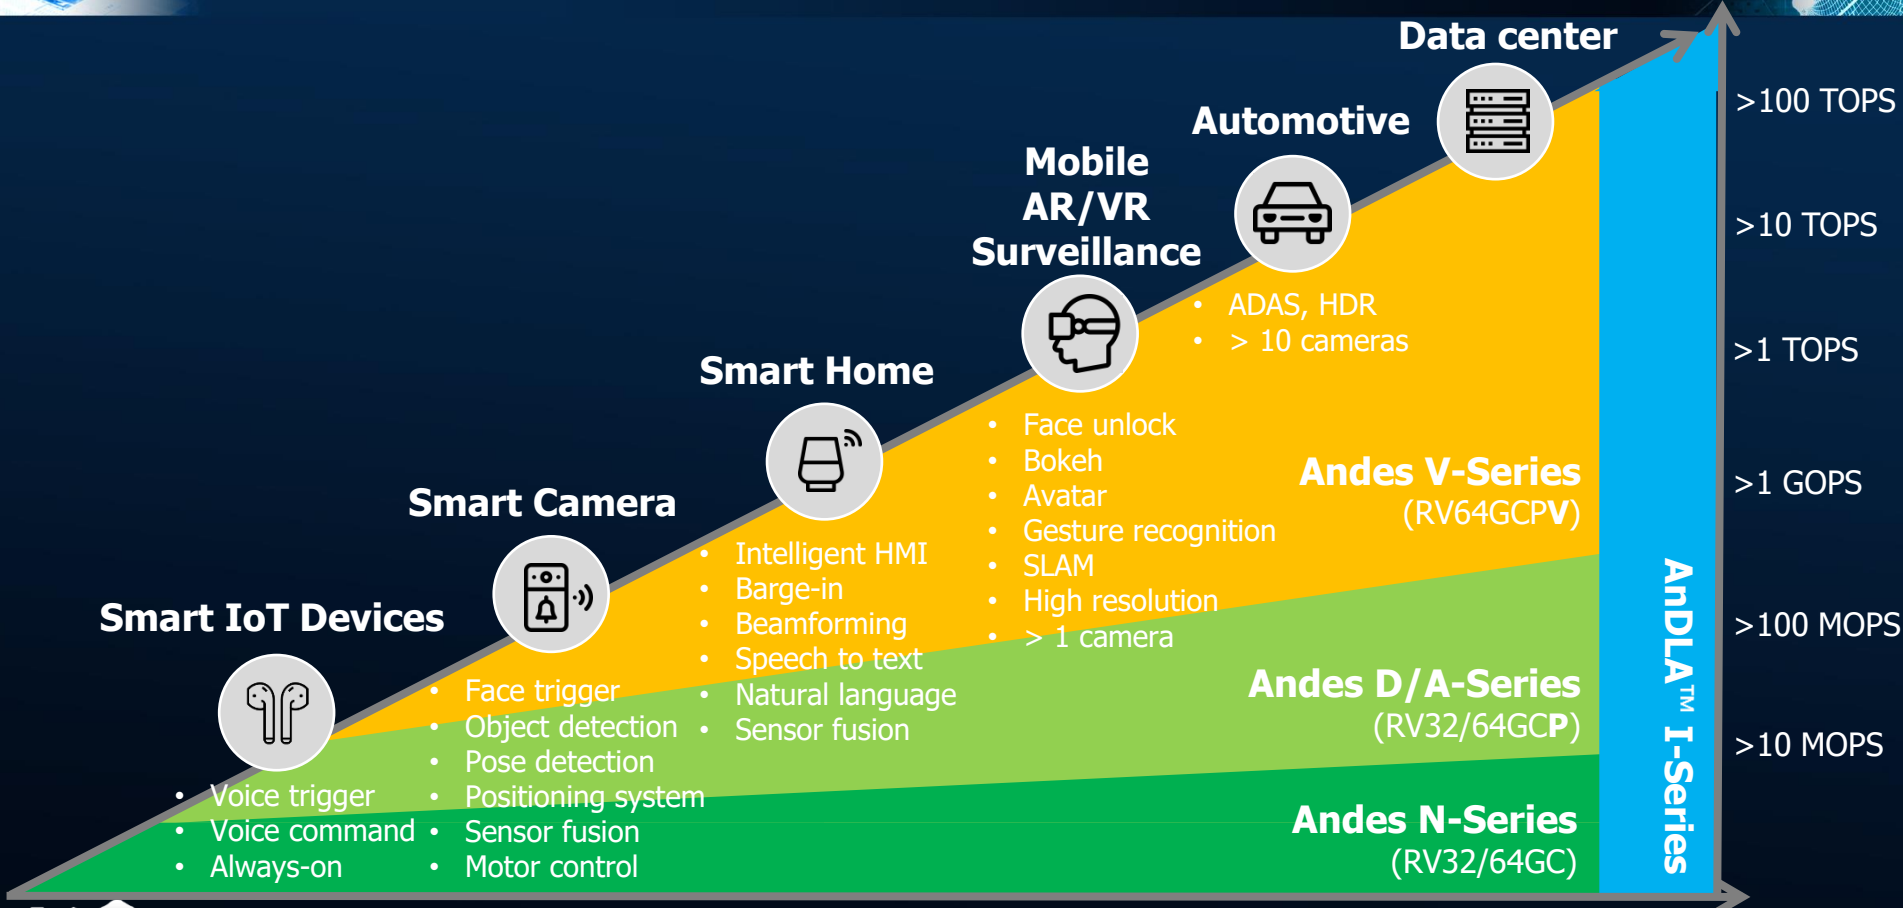 Data center
Automotive
Mobile
AR/VR
Surveillance
• ADAS, HDR
• > 10 cameras
Smart Home
• Face unlock
• Bokeh
• Avatar
• Gesture recognition
• SLAM
• High resolution
• > 1 camera
Smart Camera
• Intelligent HMI
• Barge-in
• Beamforming
• Speech to text
• Natural language
• Sensor fusion
Smart IoT Devices
• Face trigger
• Object detection
• Pose detection
• Positioning system
• Sensor fusion
• Motor control
• Voice trigger
• Voice command
• Always-on
Andes V-Series
(RV64GCPV)
Andes D/A-Series
(RV32/64GCP)
Andes N-Series
(RV32/64GC)
AnDLA™ I-Series
>100 TOPS
>10 TOPS
>1 TOPS
>1 GOPS
>100 MOPS
>10 MOPS